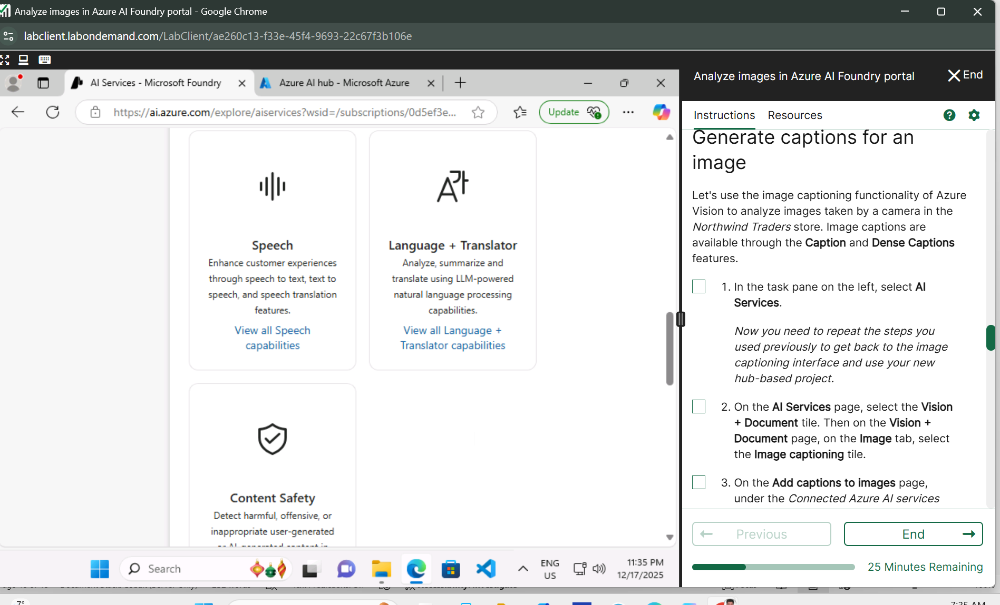 Analyze images in Azure AI Foundry portal - Google Chrome
labclient.labondemand.com/LabClient/ae260c13-f33e-45f4-9693-22c67f3b106e
AI Services - Microsoft Foundry
Azure AI hub - Microsoft Azure
https://ai.azure.com/explore/aiservices?wsid=/subscriptions/0d5ef3e...
Update
Speech
Enhance customer experiences
through speech to text, text to
speech, and speech translation
features.
View all Speech
capabilities
Language + Translator
Analyze, summarize and
translate using LLM-powered
natural language processing
capabilities.
View all Language +
Translator capabilities
Content Safety
Detect harmful, offensive, or
inappropriate user-generated
or AI-generated content in
Search
ENG
US
11:35 PM
12/17/2025
Analyze images in Azure AI Foundry portal
End
Instructions
Resources
Generate captions for an
image
Let's use the image captioning functionality of Azure
Vision to analyze images taken by a camera in the
Northwind Traders store. Image captions are
available through the Caption and Dense Captions
features.
1. In the task pane on the left, select AI
Services.
Now you need to repeat the steps you
used previously to get back to the image
captioning interface and use your new
hub-based project.
2. On the AI Services page, select the Vision
+ Document tile. Then on the Vision +
Document page, on the Image tab, select
the Image captioning tile.
3. On the Add captions to images page,
under the Connected Azure AI services
Previous
End
25 Minutes Remaining
7°
7:35 AM